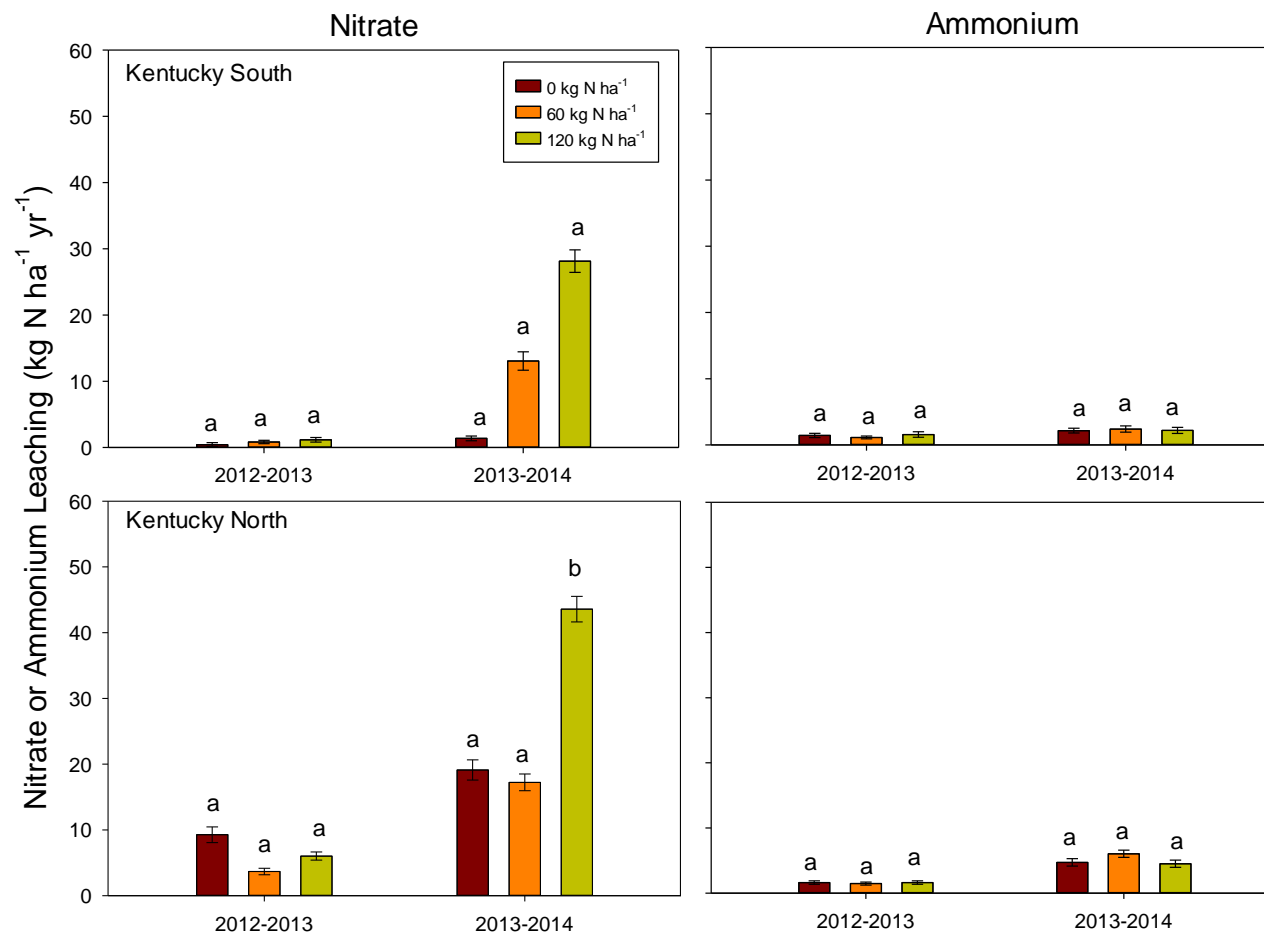 Nitrate
Ammonium
Nitrate or Ammonium Leaching (kg N ha⁻¹ yr⁻¹)
60
50
40
30
20
10
0
Kentucky South
0 kg N ha⁻¹
60 kg N ha⁻¹
120 kg N ha⁻¹
a
a
a
a
a
a
2012-2013
2013-2014
a
a
a
a
a
a
2012-2013
2013-2014
60
50
40
30
20
10
0
Kentucky North
a
a
a
a
a
b
2012-2013
2013-2014
a
a
a
a
a
a
2012-2013
2013-2014